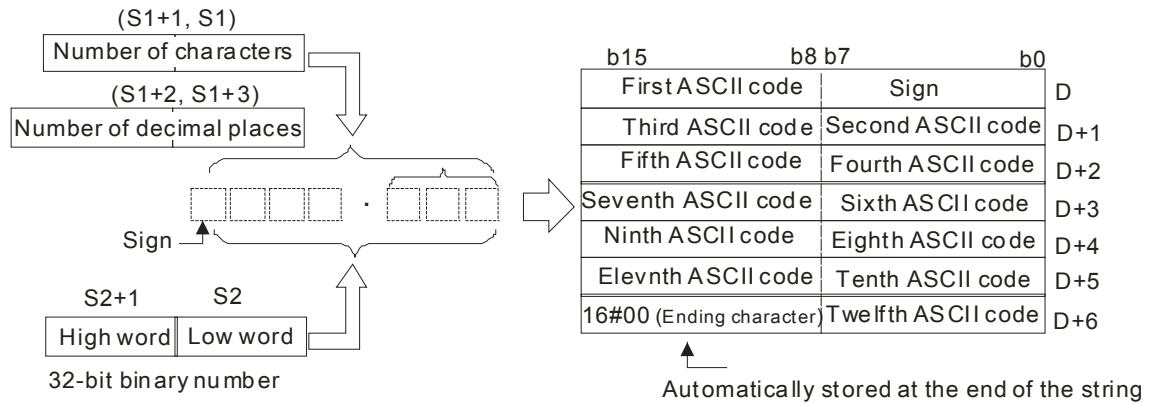 (S1+1, S1)
Number of characters
(S1+2, S1+3)
Number of decimal places
.
Sign
S2+1 S2
High word Low word
32-bit binary number
b15 b8 b7 b0
First ASCII code Sign D
Third ASCII code Second ASCII code D+1
Fifth ASCII code Fourth ASCII code D+2
Seventh ASCII code Sixth ASCII code D+3
Ninth ASCII code Eighth ASCII code D+4
Elevnth ASCII code Tenth ASCII code D+5
16#00 (Ending character) Twelfth ASCII code D+6
Automatically stored at the end of the string